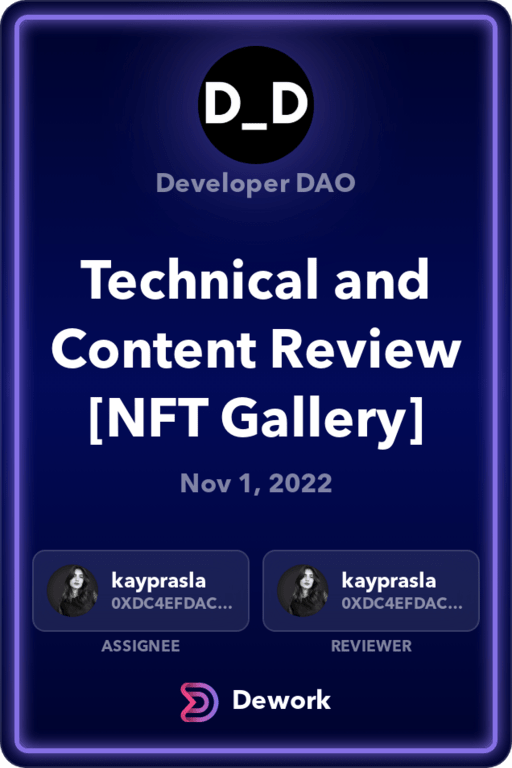 D_D
Developer DAO
Technical and
Content Review
[NFT Gallery]
Nov 1, 2022
kayprasla
0XDC4EFDAC...
ASSIGNEE
kayprasla
0XDC4EFDAC...
REVIEWER
Dework